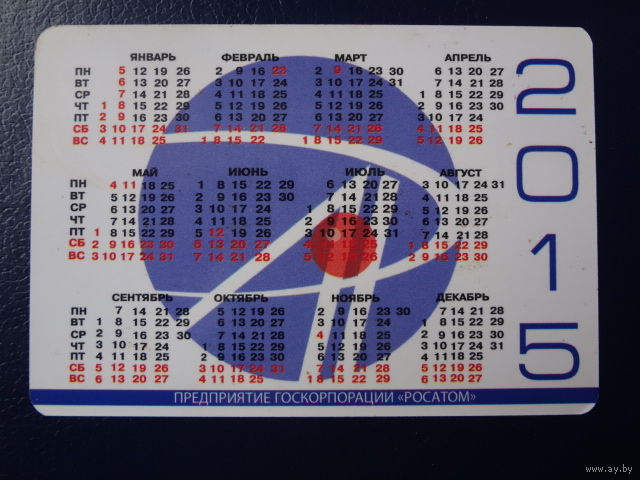 2015
ЯНВАРЬ ФЕВРАЛЬ МАРТ АПРЕЛЬ
ПН 5 12 19 26 2 9 16 23 2 9 16 23 30 6 13 20 27
ВТ 6 13 20 27 3 10 17 24 3 10 17 24 31 7 14 21 28
СР 7 14 21 28 4 11 18 25 4 11 18 25 1 8 15 22 29
ЧТ 1 8 15 22 29 5 12 19 26 5 12 19 26 2 9 16 23 30
ПТ 2 9 16 23 30 6 13 20 27 6 13 20 27 3 10 17 24
СБ 3 10 17 24 31 7 14 21 28 7 14 21 28 4 11 18 25
ВС 4 11 18 25 1 8 15 22 1 8 15 22 29 5 12 19 26
МАЙ ИЮНЬ ИЮЛЬ АВГУСТ
ПН 4 11 18 25 1 8 15 22 29 6 13 20 27 3 10 17 24 31
ВТ 5 12 19 26 2 9 16 23 30 7 14 21 28 4 11 18 25
СР 6 13 20 27 3 10 17 24 1 8 15 22 29 5 12 19 26
ЧТ 7 14 21 28 4 11 18 25 2 9 16 23 30 6 13 20 27
ПТ 1 8 15 22 29 5 12 19 26 3 10 17 24 31 7 14 21 28
СБ 2 9 16 23 30 6 13 20 27 4 11 18 25 1 8 15 22 29
ВС 3 10 17 24 31 7 14 21 28 5 12 19 26 2 9 16 23 30
СЕНТЯБРЬ ОКТЯБРЬ НОЯБРЬ ДЕКАБРЬ
ПН 7 14 21 28 5 12 19 26 2 9 16 23 30 7 14 21 28
ВТ 1 8 15 22 29 6 13 20 27 3 10 17 24 1 8 15 22 29
СР 2 9 16 23 30 7 14 21 28 4 11 18 25 2 9 16 23 30
ЧТ 3 10 17 24 1 8 15 22 29 5 12 19 26 3 10 17 24 31
ПТ 4 11 18 25 2 9 16 23 30 6 13 20 27 4 11 18 25
СБ 5 12 19 26 3 10 17 24 31 7 14 21 28 5 12 19 26
ВС 6 13 20 27 4 11 18 25 1 8 15 22 29 6 13 20 27
ПРЕДПРИЯТИЕ ГОСКОРПОРАЦИИ «РОСАТОМ»
www.ay.by